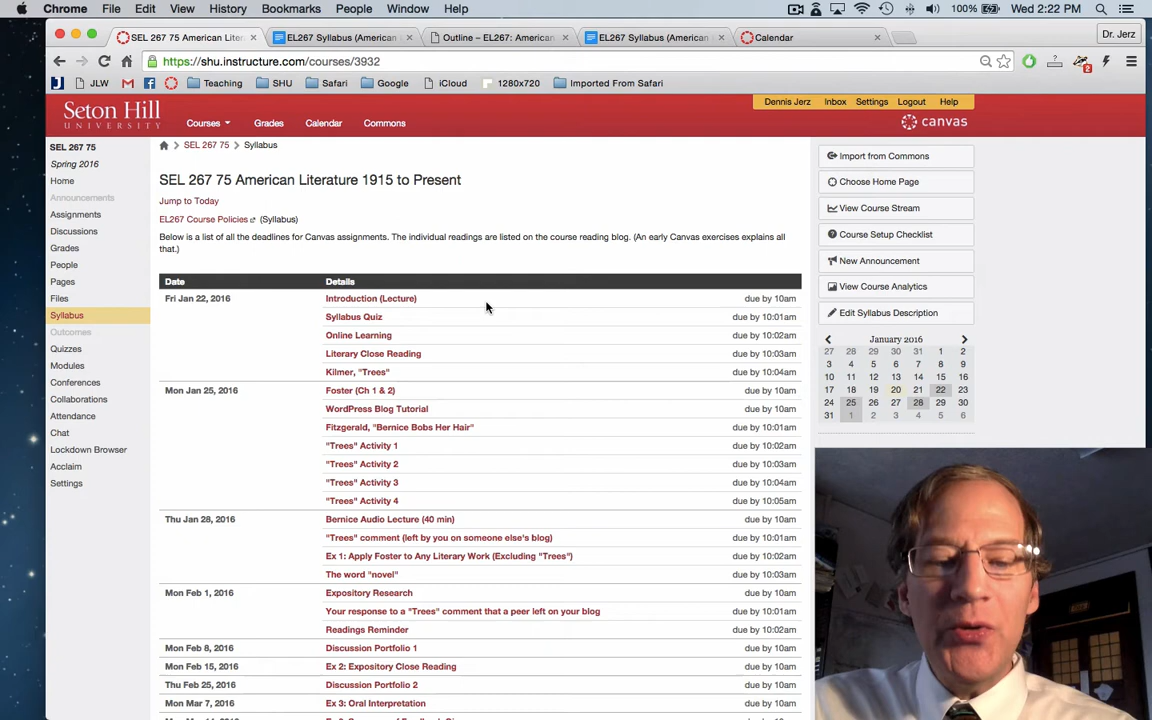 Chrome File Edit View History Bookmarks People Window Help 100% Wed 2:22 PM
SEL 267 75 American Liter EL267 Syllabus (American Outline – EL267: American EL267 Syllabus (American Calendar Dr. Jerz
https://shu.instructure.com/courses/3932
JLW Teaching SHU Safari Google iCloud 1280x720 Imported From Safari 2
Seton Hill
UNIVERSITY
Courses Grades Calendar Commons
Dennis Jerz Inbox Settings Logout Help
canvas
SEL 267 75
Spring 2016
Home
Announcements
Assignments
Discussions
Grades
People
Pages
Files
Syllabus
Outcomes
Quizzes
Modules
Conferences
Collaborations
Attendance
Chat
Lockdown Browser
Acclaim
Settings
SEL 267 75 Syllabus
SEL 267 75 American Literature 1915 to Present
Jump to Today
EL267 Course Policies (Syllabus)
Below is a list of all the deadlines for Canvas assignments. The individual readings are listed on the course reading blog. (An early Canvas exercises explains all
that.)
Date Details
Fri Jan 22, 2016 Introduction (Lecture) due by 10am
Syllabus Quiz due by 10:01am
Online Learning due by 10:02am
Literary Close Reading due by 10:03am
Kilmer, "Trees" due by 10:04am
Mon Jan 25, 2016 Foster (Ch 1 & 2) due by 10am
WordPress Blog Tutorial due by 10am
Fitzgerald, "Bernice Bobs Her Hair" due by 10:01am
"Trees" Activity 1 due by 10:02am
"Trees" Activity 2 due by 10:03am
"Trees" Activity 3 due by 10:04am
"Trees" Activity 4 due by 10:05am
Thu Jan 28, 2016 Bernice Audio Lecture (40 min) due by 10am
"Trees" comment (left by you on someone else's blog) due by 10:01am
Ex 1: Apply Foster to Any Literary Work (Excluding "Trees") due by 10:02am
The word "novel" due by 10:03am
Mon Feb 1, 2016 Expository Research due by 10am
Your response to a "Trees" comment that a peer left on your blog due by 10:01am
Readings Reminder due by 10:02am
Mon Feb 8, 2016 Discussion Portfolio 1 due by 10am
Mon Feb 15, 2016 Ex 2: Expository Close Reading due by 10am
Thu Feb 25, 2016 Discussion Portfolio 2 due by 10am
Mon Mar 7, 2016 Ex 3: Oral Interpretation due by 10am
Import from Commons
Choose Home Page
View Course Stream
Course Setup Checklist
New Announcement
View Course Analytics
Edit Syllabus Description
January 2016
27 28 29 30 31 1 2
3 4 5 6 7 8 9
10 11 12 13 14 15 16
17 18 19 20 21 22 23
24 25 26 27 28 29 30
31 1 2 3 4 5 6